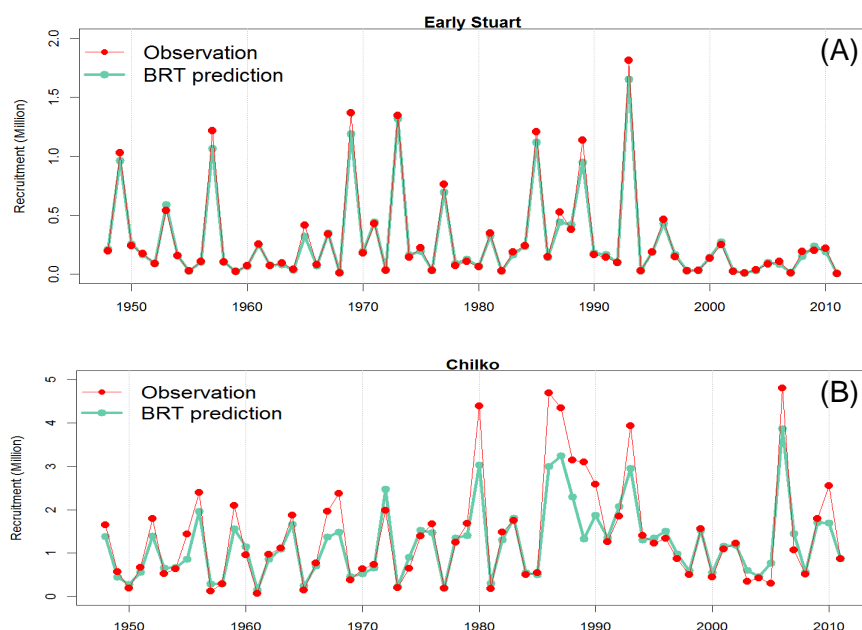 Early Stuart
(A)
Observation
BRT prediction
Recruitment (Million)
2.0
1.5
1.0
0.5
0.0
1950 1960 1970 1980 1990 2000 2010
Chilko
(B)
Observation
BRT prediction
Recruitment (Million)
5
4
3
2
1
0
1950 1960 1970 1980 1990 2000 2010